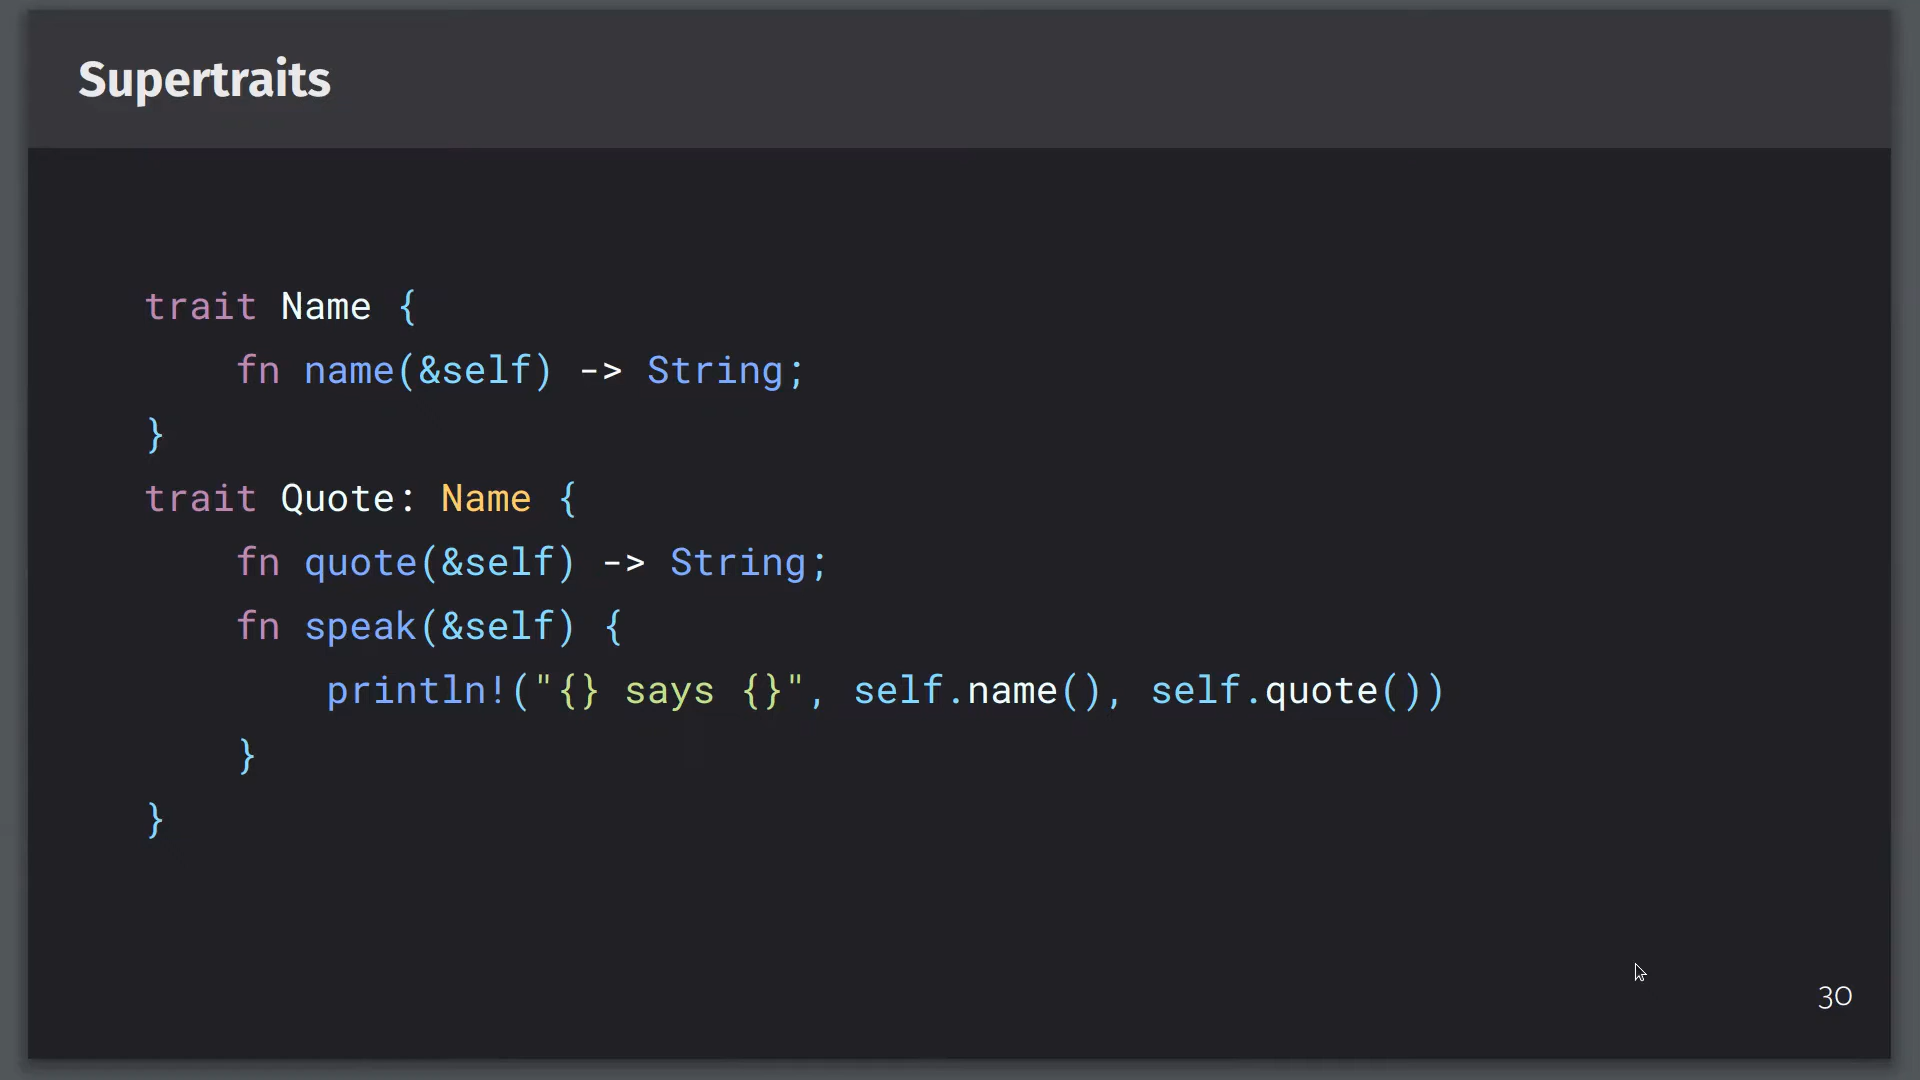 Supertraits
trait Name {
    fn name(&self) -> String;
}
trait Quote: Name {
    fn quote(&self) -> String;
    fn speak(&self) {
        println!("{} says {}", self.name(), self.quote())
    }
}
30